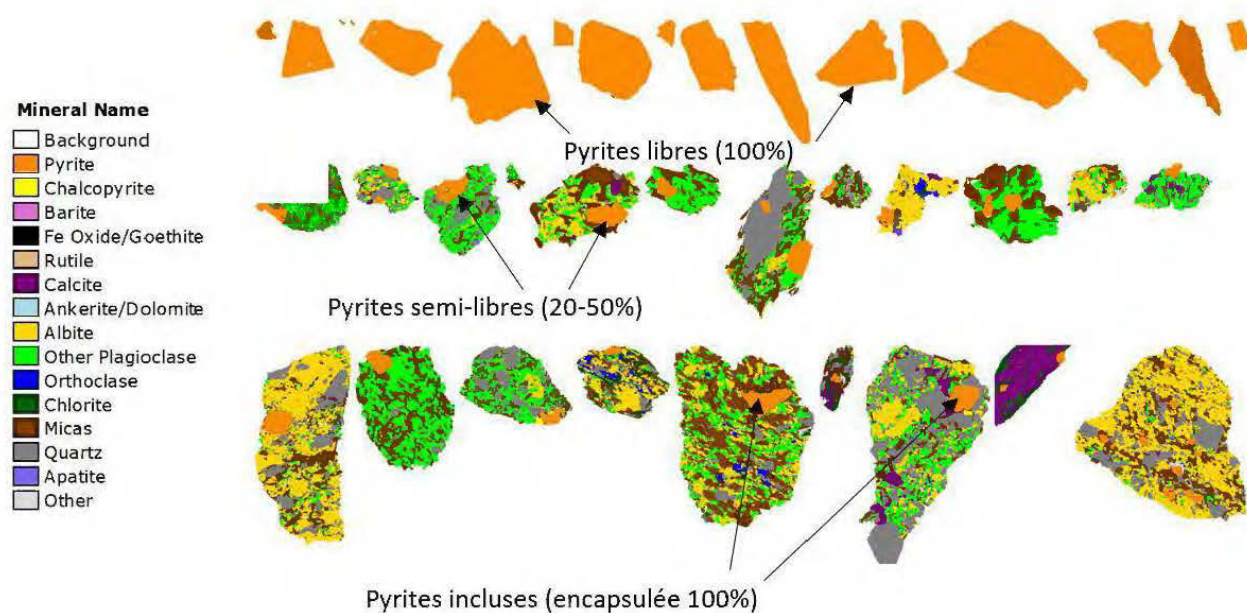 Mineral Name
Background
Pyrite
Chalcopyrite
Barite
Fe Oxide/Goethite
Rutile
Calcite
Ankerite/Dolomite
Albite
Other Plagioclase
Orthoclase
Chlorite
Micas
Quartz
Apatite
Other
Pyrites libres (100%)
Pyrites semi-libres (20-50%)
Pyrites incluses (encapsulée 100%)